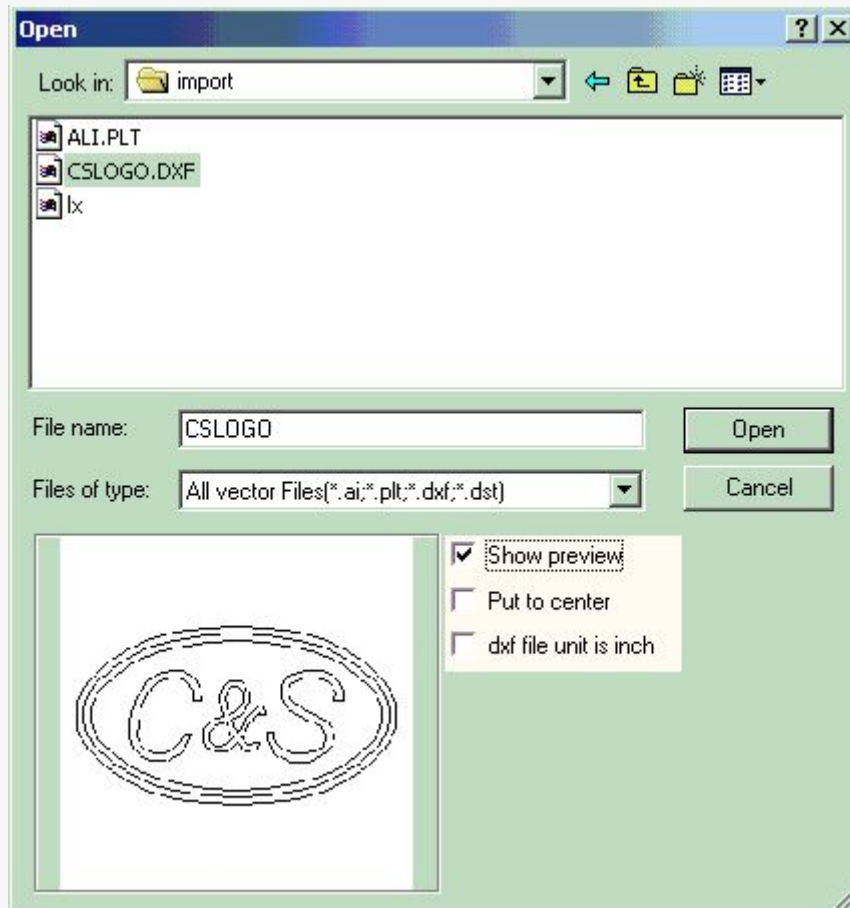 Open
Look in: import
ALI.PLT
CSLOGO.DXF
lx
File name: CSLOGO Open
Files of type: All vector Files(*.ai;*.plt;*.dxf;*.dst) Cancel
Show preview
Put to center
dxf file unit is inch
C&S